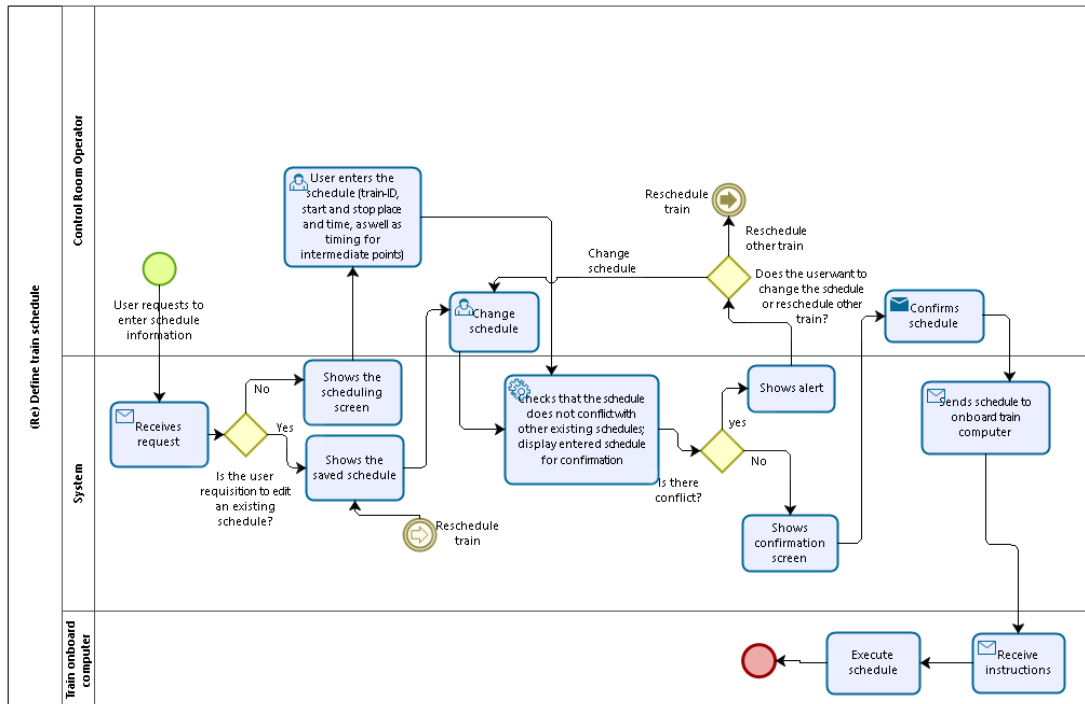 (Re) Define train schedule
Control Room Operator
System
Train onboard
computer
User requests to
enter schedule
information
User enters the
schedule (train-ID,
start and stop place
and time, aswell as
timing for
intermediate points)
Change
schedule
Change
schedule
Reschedule
train
Reschedule
other train
Does the userwant to
change the schedule
or reschedule other
train?
Confirms
schedule
Receives
request
No
Yes
Is the user
requisition to edit
an existing
schedule?
Shows the
scheduling
screen
Shows the
saved schedule
Reschedule
train
Checks that the schedule
does not conflict with
other existing schedules;
display entered schedule
for confirmation
Is there
conflict?
yes
No
Shows alert
Shows
confirmation
screen
Sends schedule to
onboard train
computer
Execute
schedule
Receive
instructions